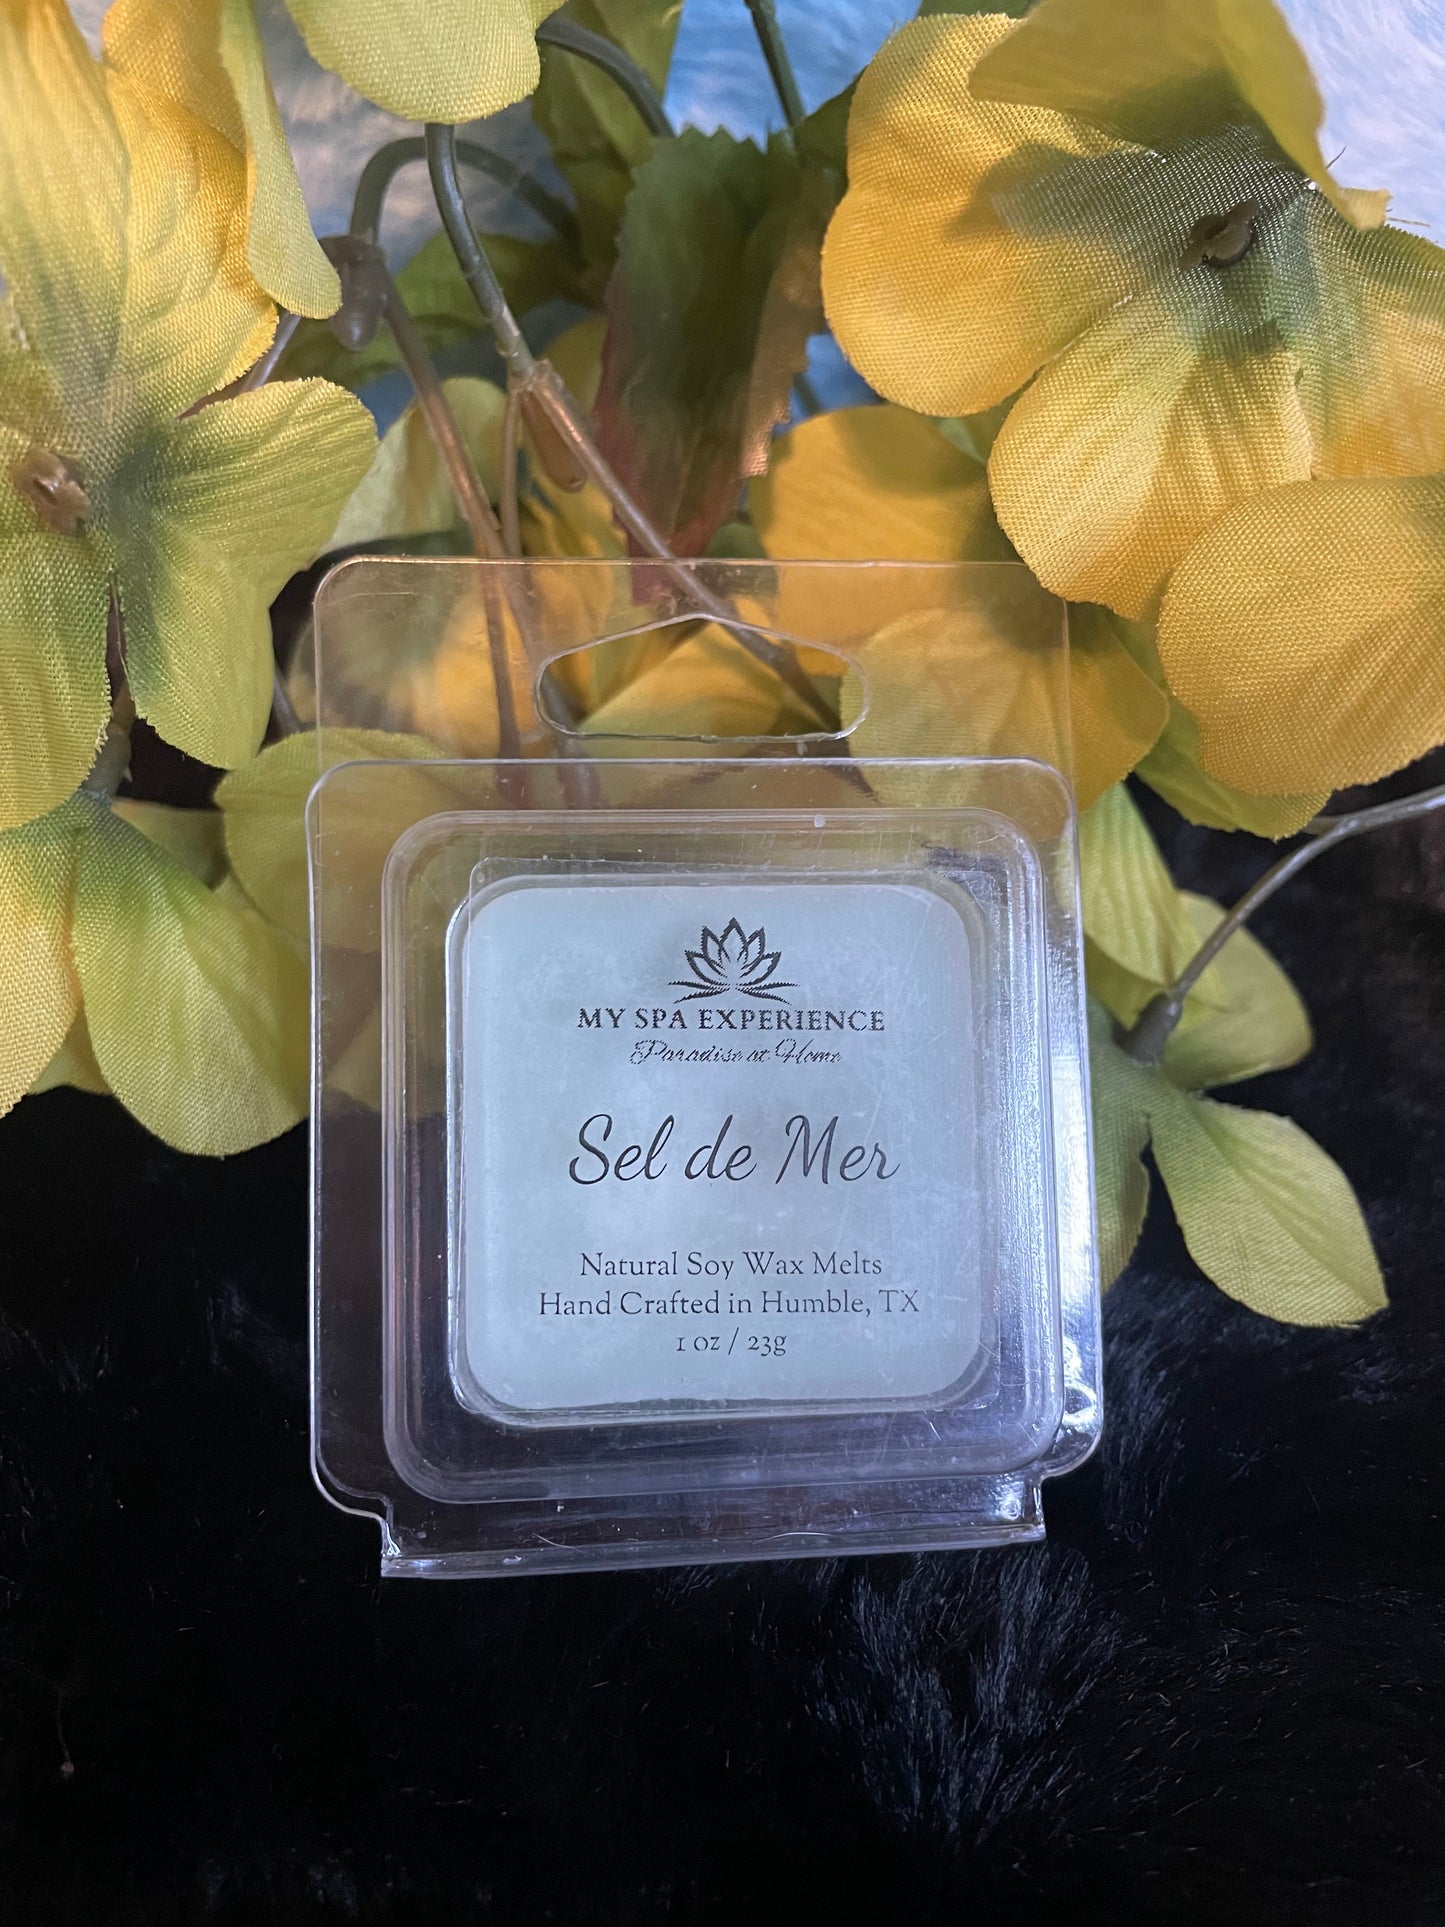 MY SPA EXPERIENCE
Paradise at Home
Sel de Mer
Natural Soy Wax Melts
Hand Crafted in Humble, TX
1 oz / 23g